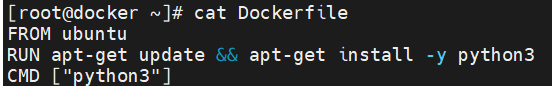 [root@docker ~]# cat Dockerfile
FROM ubuntu
RUN apt-get update && apt-get install -y python3
CMD ["python3"]